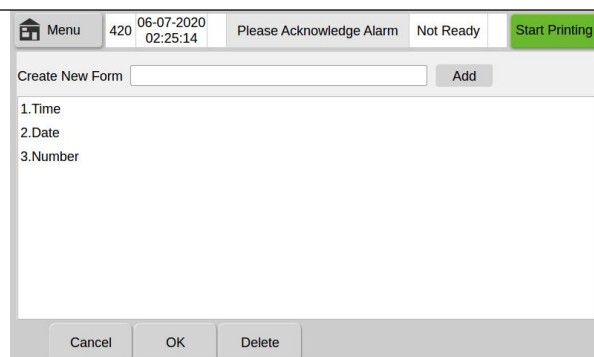 Menu
420
06-07-2020
02:25:14
Please Acknowledge Alarm
Not Ready
Start Printing
Create New Form
Add
1.Time
2.Date
3.Number
Cancel
OK
Delete